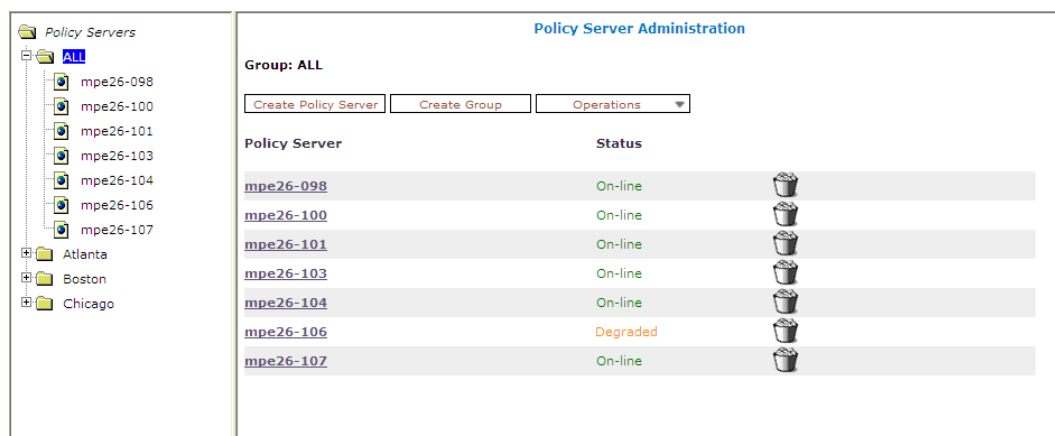 Policy Servers
ALL
mpe26-098
mpe26-100
mpe26-101
mpe26-103
mpe26-104
mpe26-106
mpe26-107
Atlanta
Boston
Chicago
Policy Server Administration
Group: ALL
Create Policy Server Create Group Operations
Policy Server Status
mpe26-098 On-line
mpe26-100 On-line
mpe26-101 On-line
mpe26-103 On-line
mpe26-104 On-line
mpe26-106 Degraded
mpe26-107 On-line